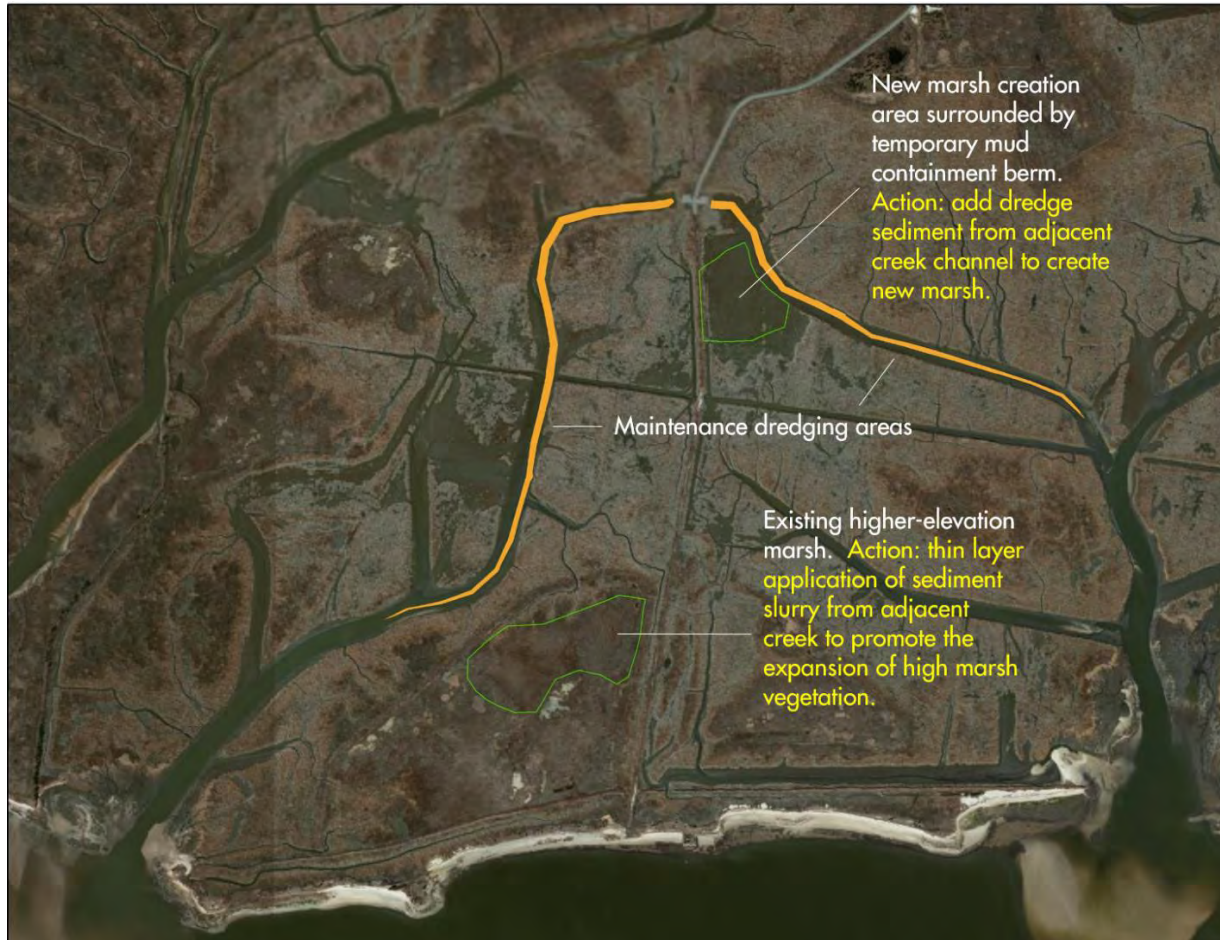 New marsh creation
area surrounded by
temporary mud
containment berm.
Action: add dredge
sediment from adjacent
creek channel to create
new marsh.
Maintenance dredging areas
Existing higher-elevation
marsh.  Action: thin layer
application of sediment
slurry from adjacent
creek to promote the
expansion of high marsh
vegetation.